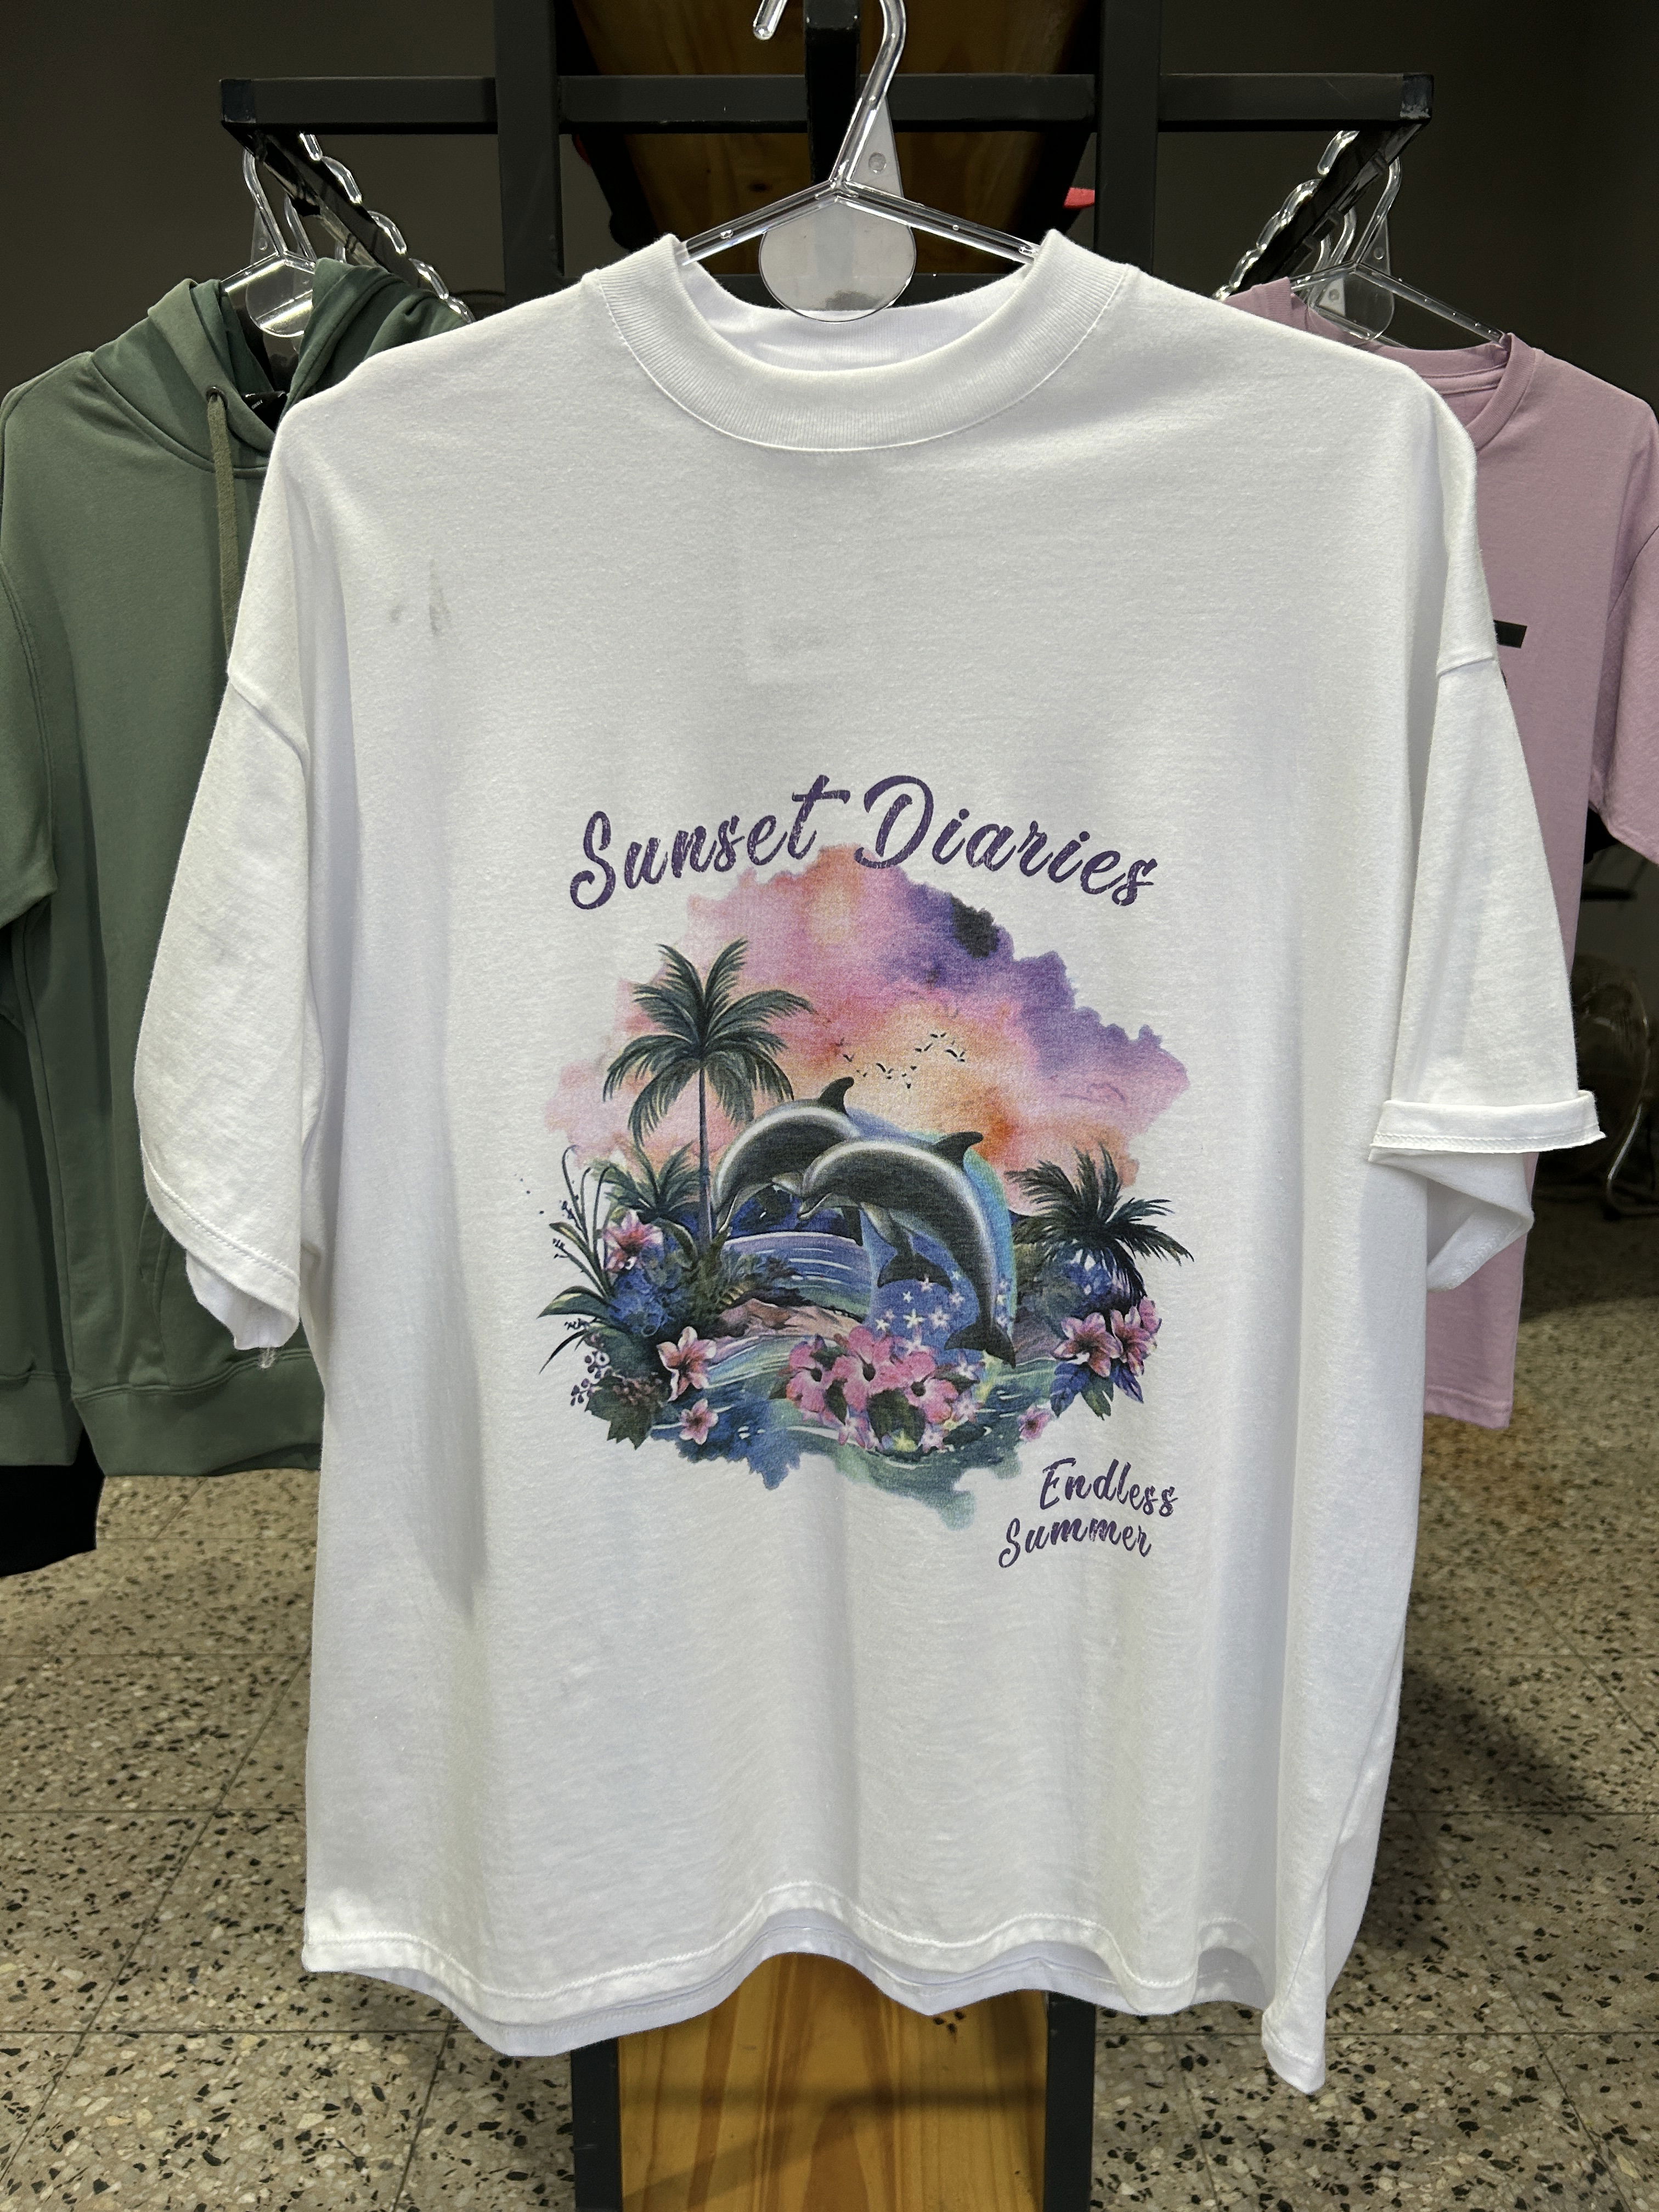 Sunset Diaries
Endless
Summer